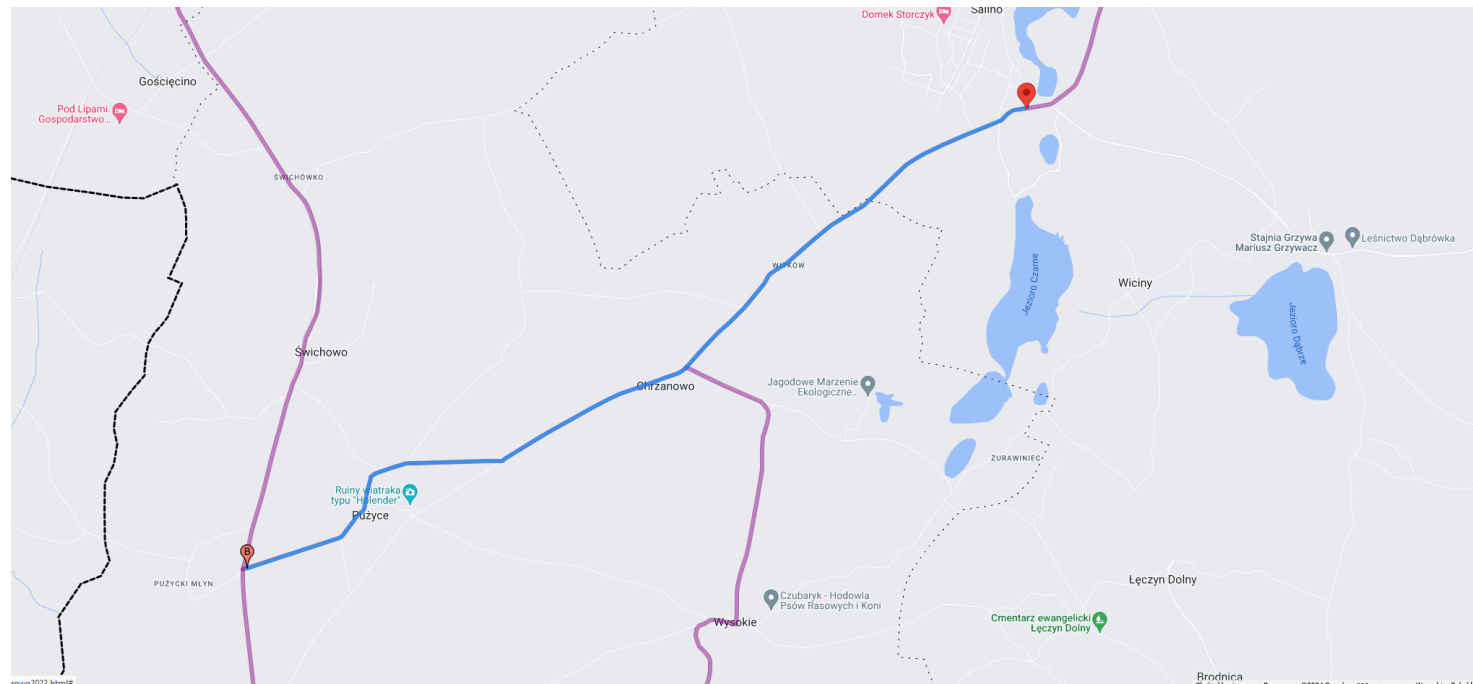 Salino
Domek Storczyk
Gościęcino
Pod Lipami.
Gospodarstwo...
ŚWICHÓWKO
Stajnia Grzywa
Mariusz Grzywacz
Leśnictwo Dąbrówka
WITKÓW
Jezioro Czarne
Wiciny
Jezioro Dąbrze
Świchowo
Chrzanowo
Jagodowe Marzenie
Ekologiczne...
ŻURAWINIEC
Ruiny wiatraka
typu "Holender"
Pużyce
B
PUŻYCKI MŁYN
Łęczyn Dolny
Czubaryk - Hodowla
Psów Rasowych i Koni
Wysokie
Cmentarz ewangelicki
Łęczyn Dolny
Brodnica